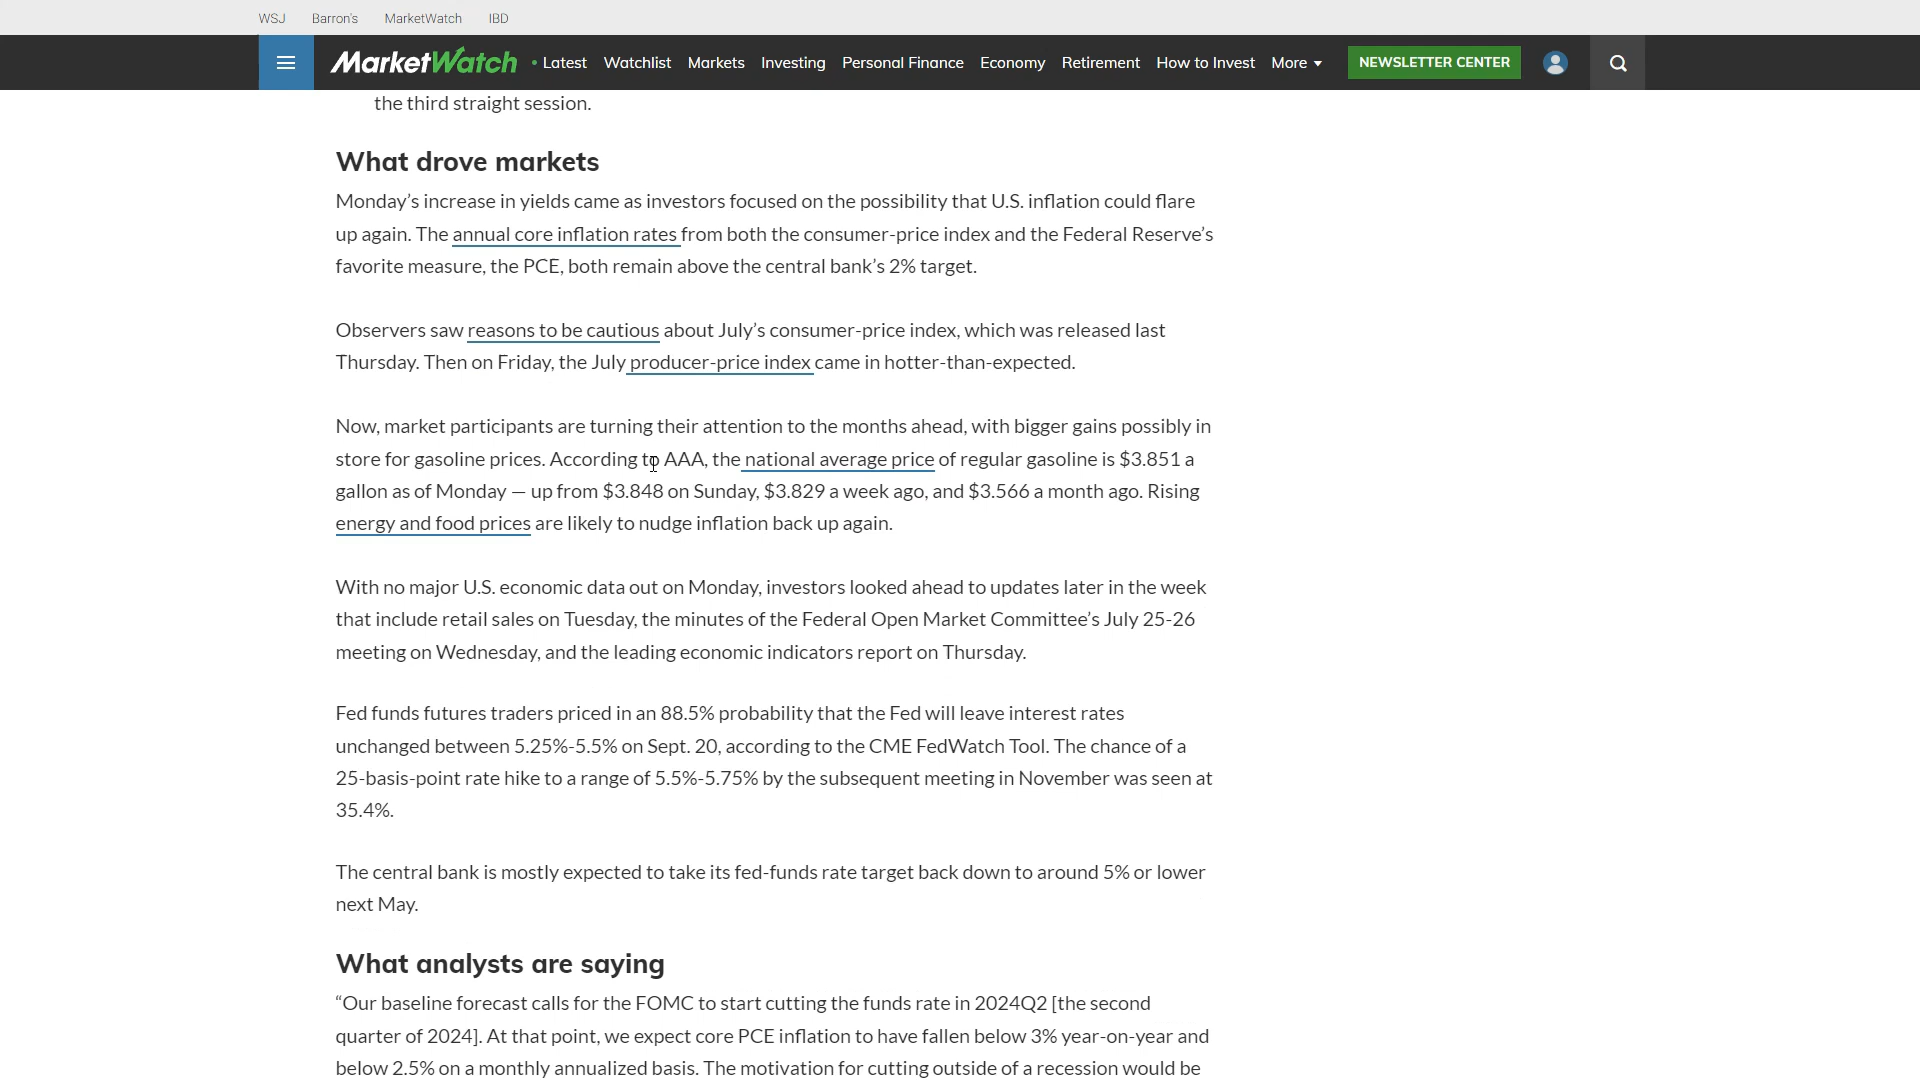 WSJ Barron's MarketWatch IBD
MarketWatch • Latest Watchlist Markets Investing Personal Finance Economy Retirement How to Invest More NEWSLETTER CENTER
the third straight session.
What drove markets
Monday’s increase in yields came as investors focused on the possibility that U.S. inflation could flare
up again. The annual core inflation rates from both the consumer-price index and the Federal Reserve’s
favorite measure, the PCE, both remain above the central bank’s 2% target.
Observers saw reasons to be cautious about July’s consumer-price index, which was released last
Thursday. Then on Friday, the July producer-price index came in hotter-than-expected.
Now, market participants are turning their attention to the months ahead, with bigger gains possibly in
store for gasoline prices. According to AAA, the national average price of regular gasoline is $3.851 a
gallon as of Monday — up from $3.848 on Sunday, $3.829 a week ago, and $3.566 a month ago. Rising
energy and food prices are likely to nudge inflation back up again.
With no major U.S. economic data out on Monday, investors looked ahead to updates later in the week
that include retail sales on Tuesday, the minutes of the Federal Open Market Committee’s July 25-26
meeting on Wednesday, and the leading economic indicators report on Thursday.
Fed funds futures traders priced in an 88.5% probability that the Fed will leave interest rates
unchanged between 5.25%-5.5% on Sept. 20, according to the CME FedWatch Tool. The chance of a
25-basis-point rate hike to a range of 5.5%-5.75% by the subsequent meeting in November was seen at
35.4%.
The central bank is mostly expected to take its fed-funds rate target back down to around 5% or lower
next May.
What analysts are saying
“Our baseline forecast calls for the FOMC to start cutting the funds rate in 2024Q2 [the second
quarter of 2024]. At that point, we expect core PCE inflation to have fallen below 3% year-on-year and
below 2.5% on a monthly annualized basis. The motivation for cutting outside of a recession would be